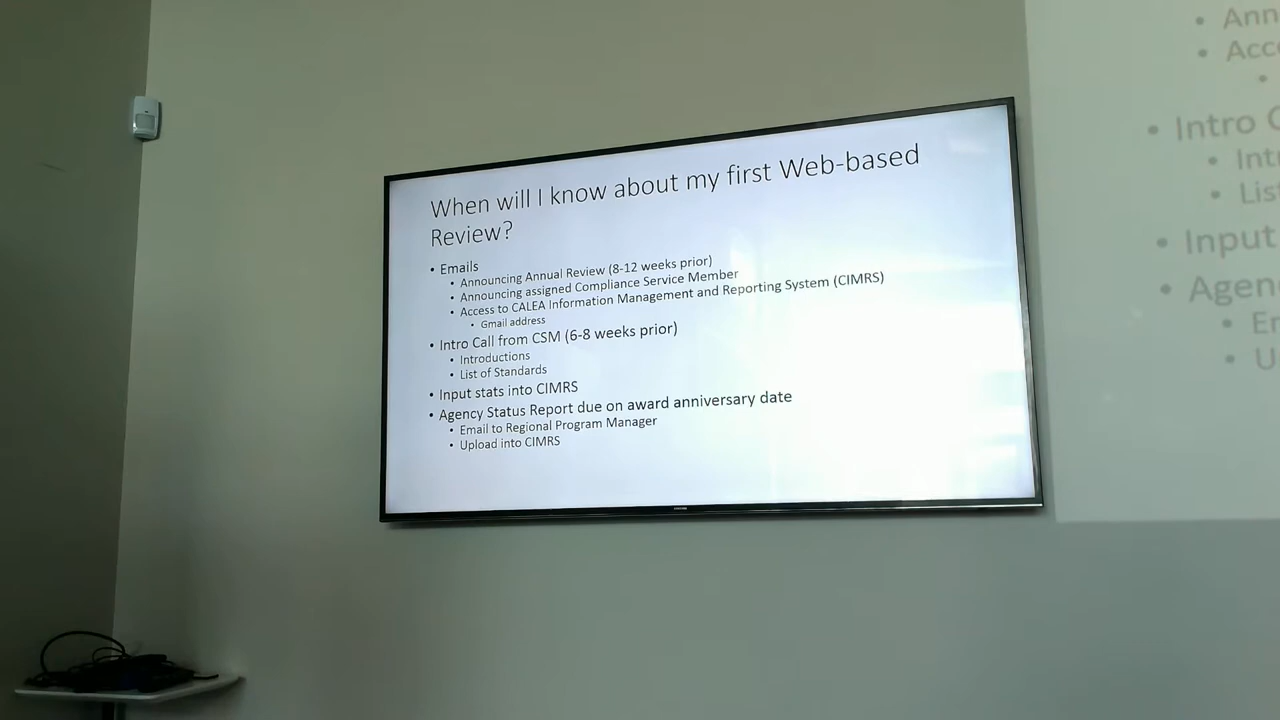 When will I know about my first Web-based
Review?
• Emails
• Announcing Annual Review (8-12 weeks prior)
• Announcing assigned Compliance Service Member
• Access to CALEA Information Management and Reporting System (CIMRS)
• Gmail address
• Intro Call from CSM (6-8 weeks prior)
• Introductions
• List of Standards
• Input stats into CIMRS
• Agency Status Report due on award anniversary date
• Email to Regional Program Manager
• Upload into CIMRS
• Ann
• Acc
•
• Intro
• Int
• Lis
• Input
• Agen
• Er
• U